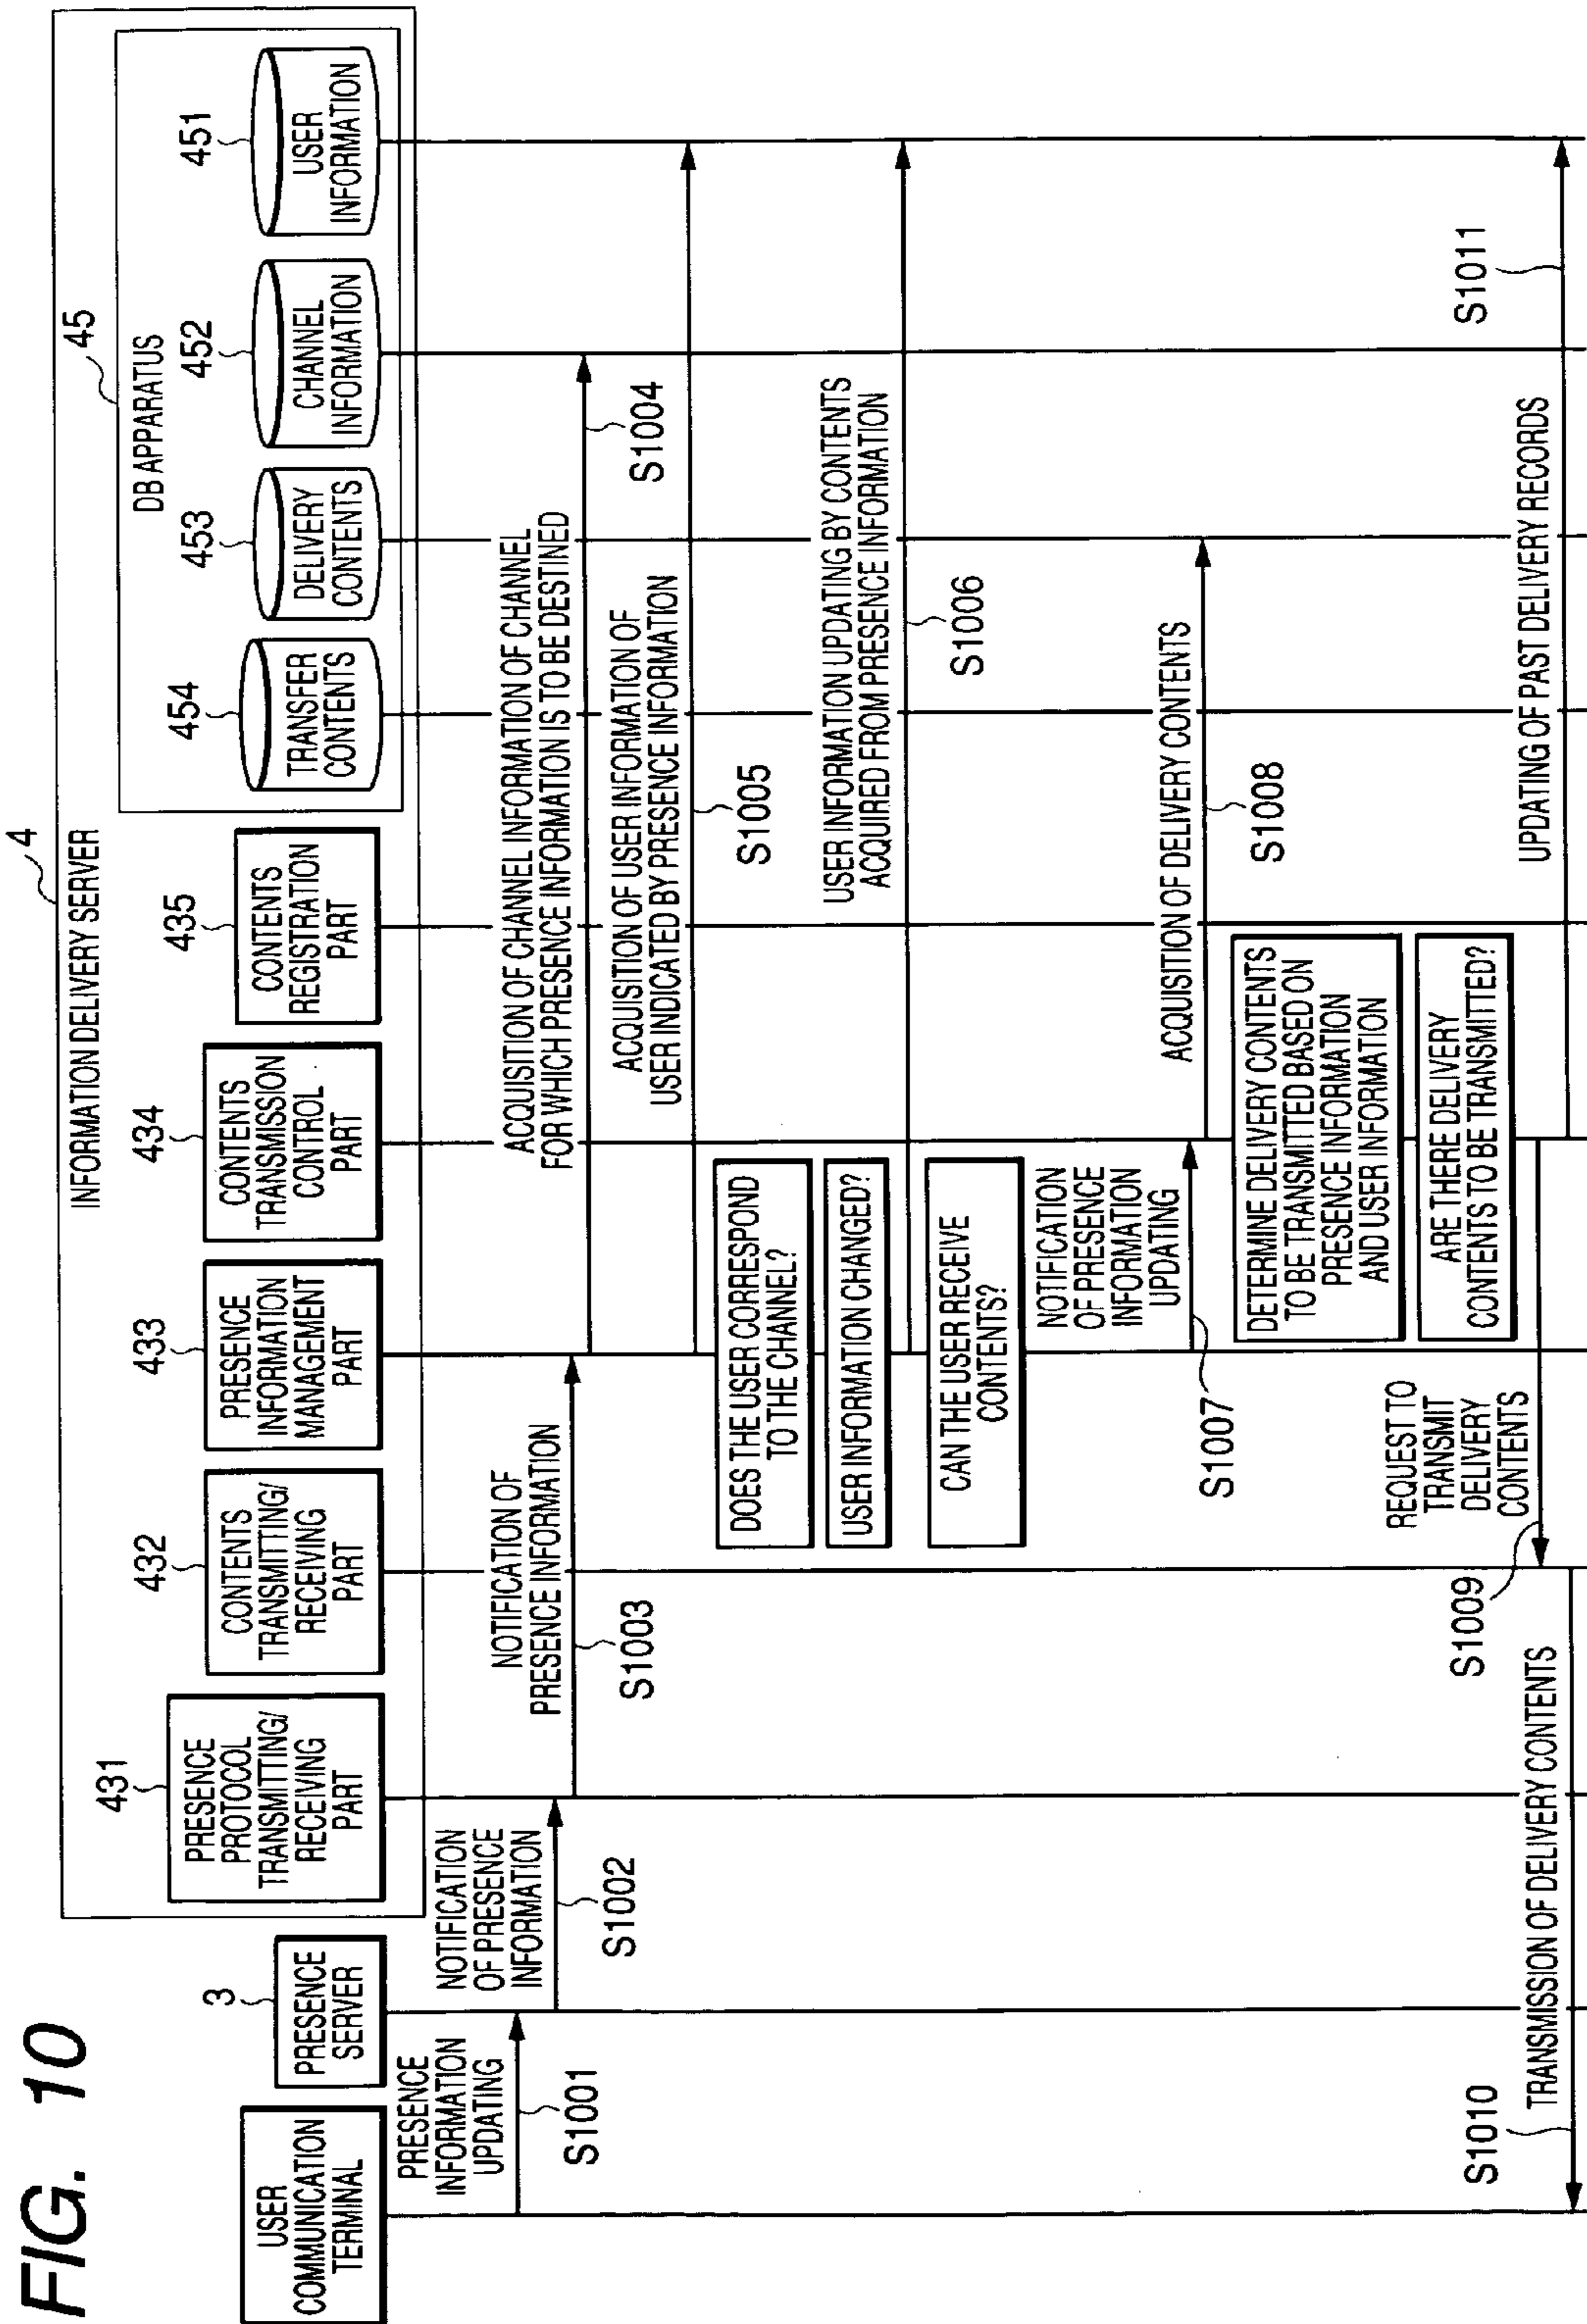 FIG. 10
4
INFORMATION DELIVERY SERVER
45
DB APPARATUS
USER
COMMUNICATION
TERMINAL
3
PRESENCE
SERVER
431
PRESENCE
PROTOCOL
TRANSMITTING/
RECEIVING
PART
432
CONTENTS
TRANSMITTING/
RECEIVING
PART
433
PRESENCE
INFORMATION
MANAGEMENT
PART
434
CONTENTS
TRANSMISSION
CONTROL
PART
435
CONTENTS
REGISTRATION
PART
454
TRANSFER
CONTENTS
453
DELIVERY
CONTENTS
452
CHANNEL
INFORMATION
451
USER
INFORMATION
PRESENCE
INFORMATION
UPDATING
S1001
NOTIFICATION
OF PRESENCE
INFORMATION
S1002
NOTIFICATION OF
PRESENCE INFORMATION
S1003
ACQUISITION OF CHANNEL INFORMATION OF CHANNEL
FOR WHICH PRESENCE INFORMATION IS TO BE DESTINED
S1004
ACQUISITION OF USER INFORMATION OF
USER INDICATED BY PRESENCE INFORMATION
S1005
DOES THE USER CORRESPOND
TO THE CHANNEL?
USER INFORMATION CHANGED?
USER INFORMATION UPDATING BY CONTENTS
ACQUIRED FROM PRESENCE INFORMATION
S1006
CAN THE USER RECEIVE
CONTENTS?
NOTIFICATION
OF PRESENCE
INFORMATION
UPDATING
S1007
ACQUISITION OF DELIVERY CONTENTS
S1008
DETERMINE DELIVERY CONTENTS
TO BE TRANSMITTED BASED ON
PRESENCE INFORMATION
AND USER INFORMATION
ARE THERE DELIVERY
CONTENTS TO BE TRANSMITTED?
REQUEST TO
TRANSMIT
DELIVERY
CONTENTS
S1009
S1010
TRANSMISSION OF DELIVERY CONTENTS
UPDATING OF PAST DELIVERY RECORDS
S1011